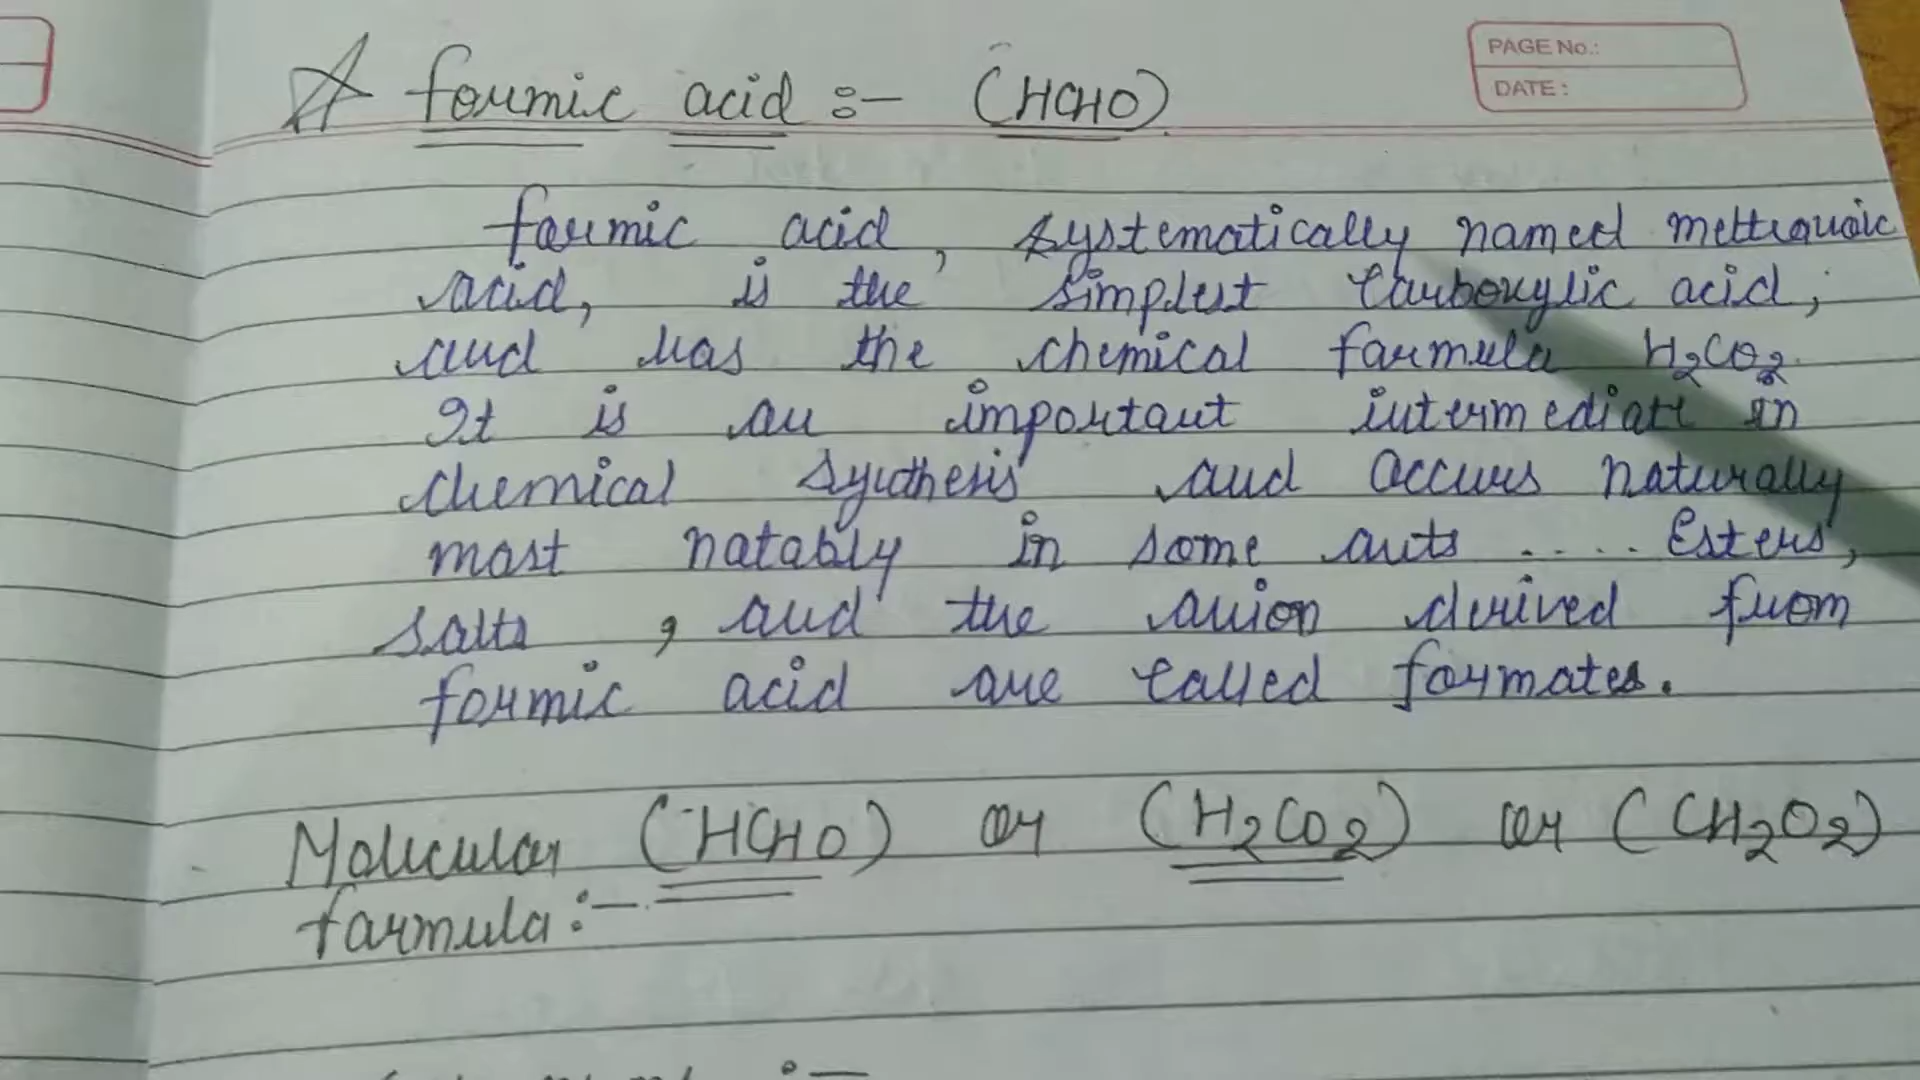 PAGE No.:
DATE :
formic acid :- (HCHO)
formic acid, systematically named methanoic
acid, is the simplest carboxylic acid,
and has the chemical formula H₂CO₂.
It is an important intermediate in
chemical synthesis and occurs naturally
most notably in some ants .... Esters,
salts , and the anion derived from
formic acid are called formates.
Molecular (HCHO) or (H₂CO₂) or (CH₂O₂)
formula :-